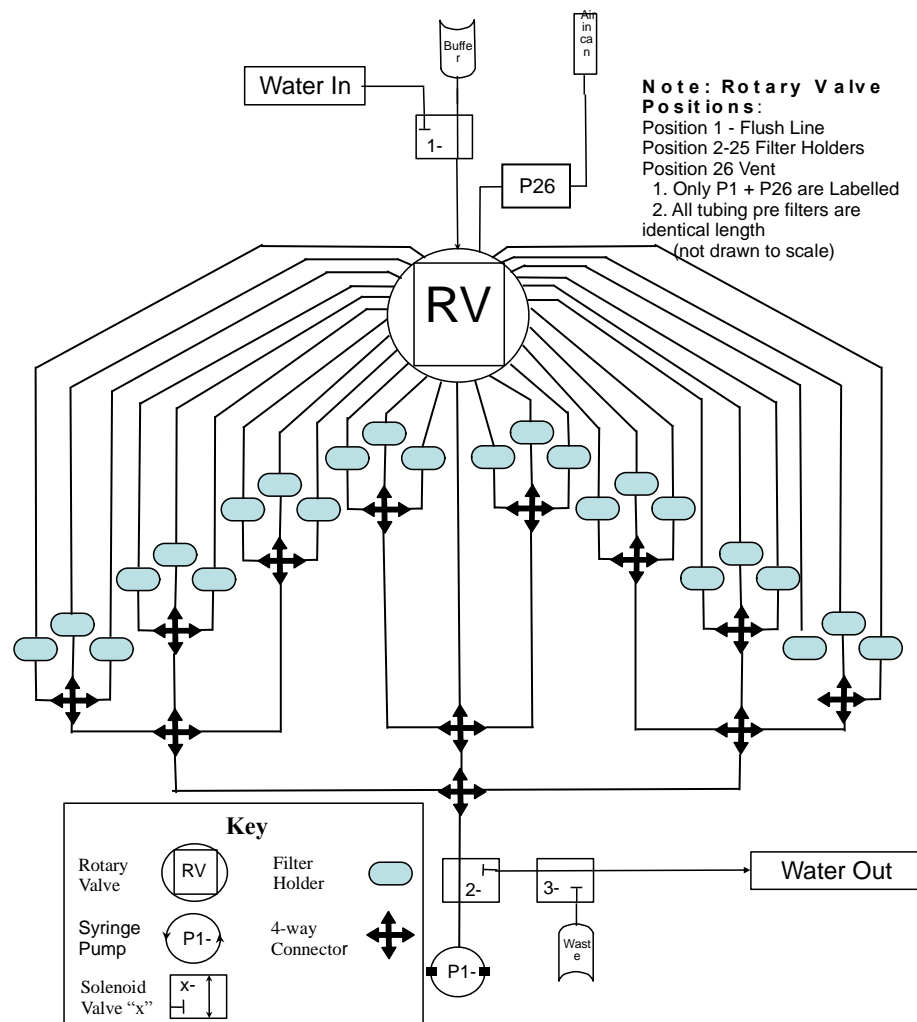 Buffe
r
Air
in
ca
n
Water In
1-
P26
Note: Rotary Valve
Positions:
Position 1 - Flush Line
Position 2-25 Filter Holders
Position 26 Vent
1. Only P1 + P26 are Labelled
2. All tubing pre filters are
identical length
(not drawn to scale)
RV
Key
Rotary
Valve
RV
Filter
Holder
Syringe
Pump
P1-
4-way
Connector
Solenoid
Valve “x”
x-
2-
3-
Water Out
P1-
Wast
e